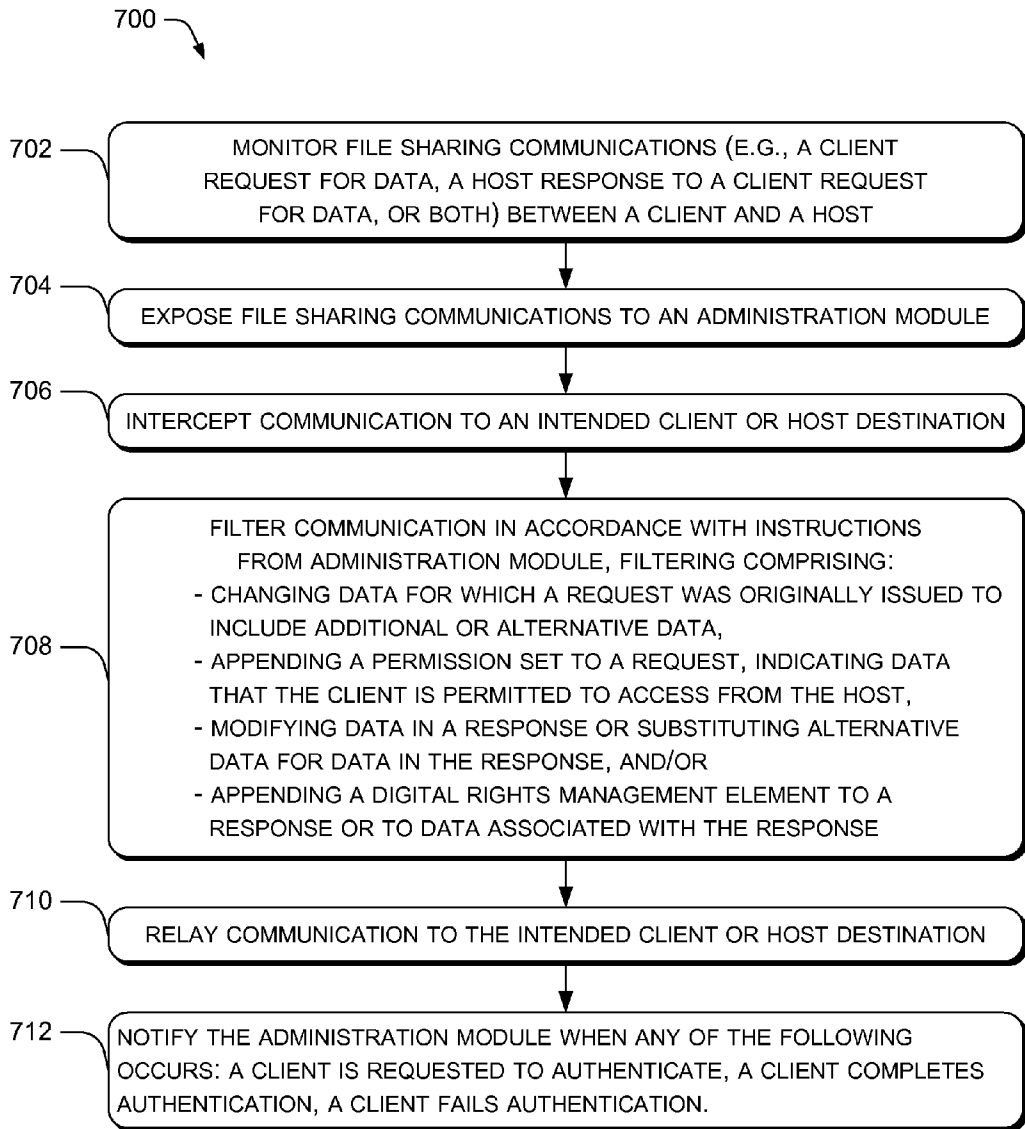 700
702
MONITOR FILE SHARING COMMUNICATIONS (E.G., A CLIENT
REQUEST FOR DATA, A HOST RESPONSE TO A CLIENT REQUEST
FOR DATA, OR BOTH) BETWEEN A CLIENT AND A HOST
704
EXPOSE FILE SHARING COMMUNICATIONS TO AN ADMINISTRATION MODULE
706
INTERCEPT COMMUNICATION TO AN INTENDED CLIENT OR HOST DESTINATION
708
FILTER COMMUNICATION IN ACCORDANCE WITH INSTRUCTIONS
FROM ADMINISTRATION MODULE, FILTERING COMPRISING:
- CHANGING DATA FOR WHICH A REQUEST WAS ORIGINALLY ISSUED TO
INCLUDE ADDITIONAL OR ALTERNATIVE DATA,
- APPENDING A PERMISSION SET TO A REQUEST, INDICATING DATA
THAT THE CLIENT IS PERMITTED TO ACCESS FROM THE HOST,
- MODIFYING DATA IN A RESPONSE OR SUBSTITUTING ALTERNATIVE
DATA FOR DATA IN THE RESPONSE, AND/OR
- APPENDING A DIGITAL RIGHTS MANAGEMENT ELEMENT TO A
RESPONSE OR TO DATA ASSOCIATED WITH THE RESPONSE
710
RELAY COMMUNICATION TO THE INTENDED CLIENT OR HOST DESTINATION
712
NOTIFY THE ADMINISTRATION MODULE WHEN ANY OF THE FOLLOWING
OCCURS: A CLIENT IS REQUESTED TO AUTHENTICATE, A CLIENT COMPLETES
AUTHENTICATION, A CLIENT FAILS AUTHENTICATION.